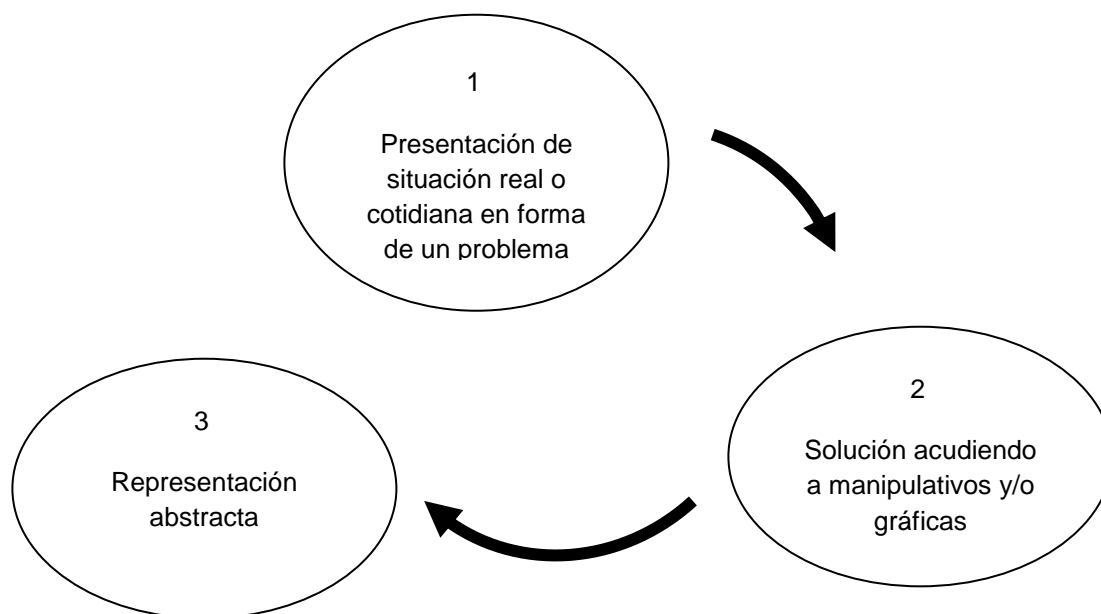 1
Presentación de
situación real o
cotidiana en forma
de un problema
2
Solución acudiendo
a manipulativos y/o
gráficas
3
Representación
abstracta